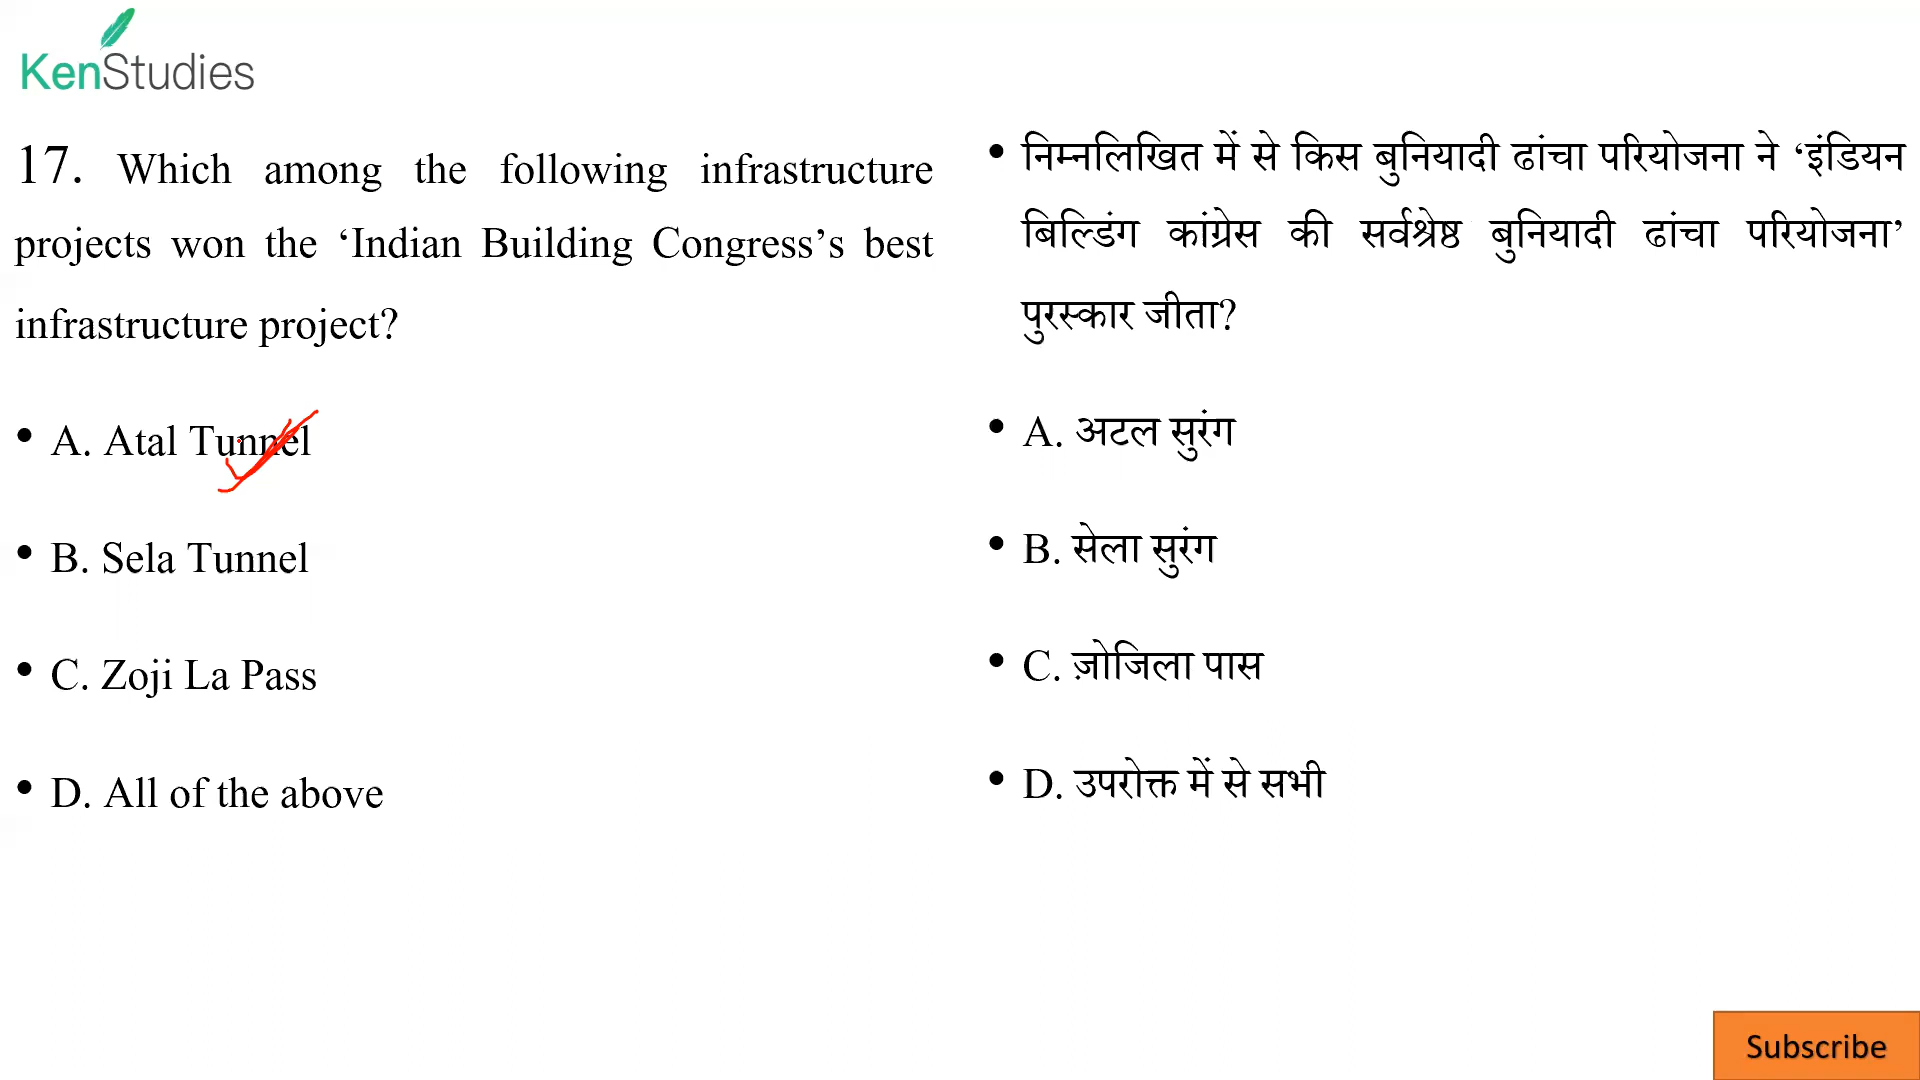 KenStudies
17. Which among the following infrastructure
projects won the ‘Indian Building Congress’s best
infrastructure project?
• A. Atal Tunnel
• B. Sela Tunnel
• C. Zoji La Pass
• D. All of the above
• निम्नलिखित में से किस बुनियादी ढांचा परियोजना ने ‘इंडियन
बिल्डिंग कांग्रेस की सर्वश्रेष्ठ बुनियादी ढांचा परियोजना’
पुरस्कार जीता?
• A. अटल सुरंग
• B. सेला सुरंग
• C. ज़ोजिला पास
• D. उपरोक्त में से सभी
Subscribe